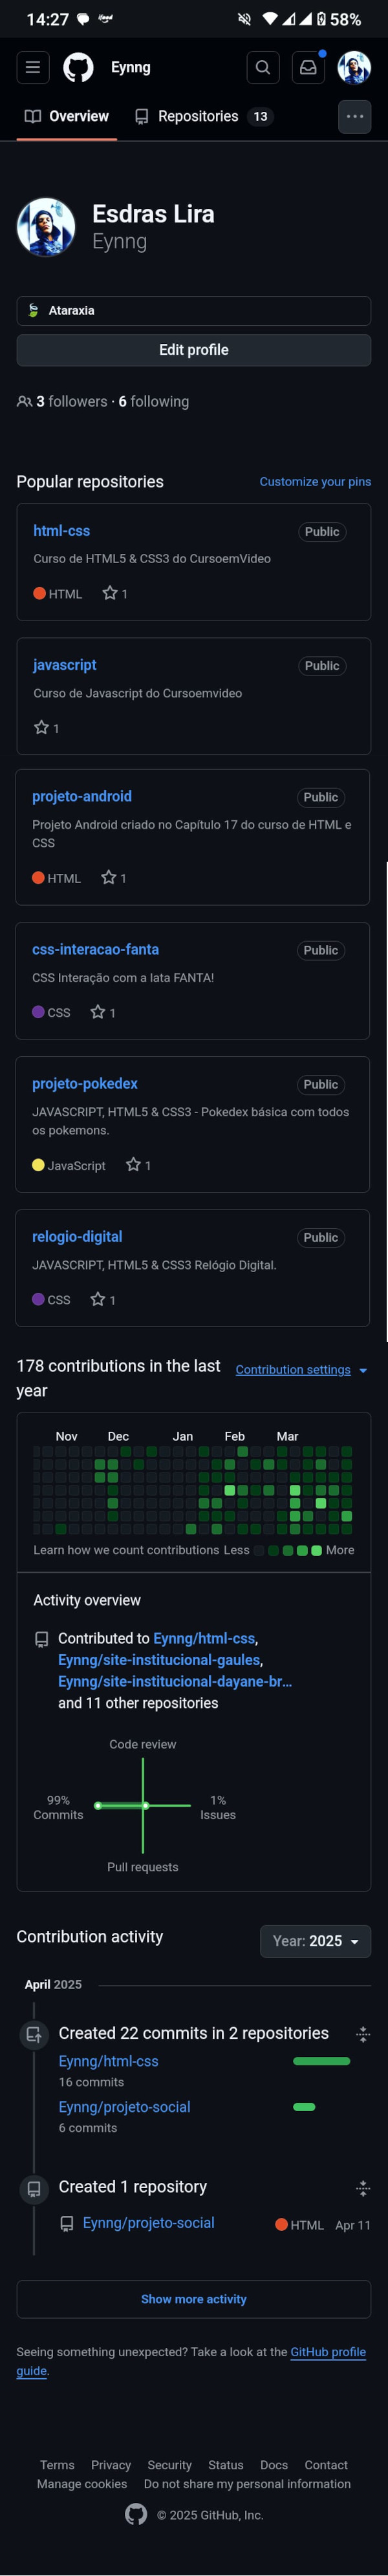 14:27 58%
Eynng
Overview Repositories 13
Esdras Lira
Eynng
Ataraxia
Edit profile
3 followers · 6 following
Popular repositories Customize your pins
html-css Public
Curso de HTML5 & CSS3 do CursoemVideo
HTML 1
javascript Public
Curso de Javascript do Cursoemvideo
1
projeto-android Public
Projeto Android criado no Capítulo 17 do curso de HTML e
CSS
HTML 1
css-interacao-fanta Public
CSS Interação com a lata FANTA!
CSS 1
projeto-pokedex Public
JAVASCRIPT, HTML5 & CSS3 - Pokedex básica com todos
os pokemons.
JavaScript 1
relogio-digital Public
JAVASCRIPT, HTML5 & CSS3 Relógio Digital.
CSS 1
178 contributions in the last Contribution settings
year
Nov Dec Jan Feb Mar
Learn how we count contributions Less More
Activity overview
Contributed to Eynng/html-css,
Eynng/site-institucional-gaules,
Eynng/site-institucional-dayane-br…
and 11 other repositories
Code review
99% 1%
Commits Issues
Pull requests
Contribution activity Year: 2025
April 2025
Created 22 commits in 2 repositories
Eynng/html-css
16 commits
Eynng/projeto-social
6 commits
Created 1 repository
Eynng/projeto-social HTML Apr 11
Show more activity
Seeing something unexpected? Take a look at the GitHub profile
guide.
Terms Privacy Security Status Docs Contact
Manage cookies Do not share my personal information
© 2025 GitHub, Inc.